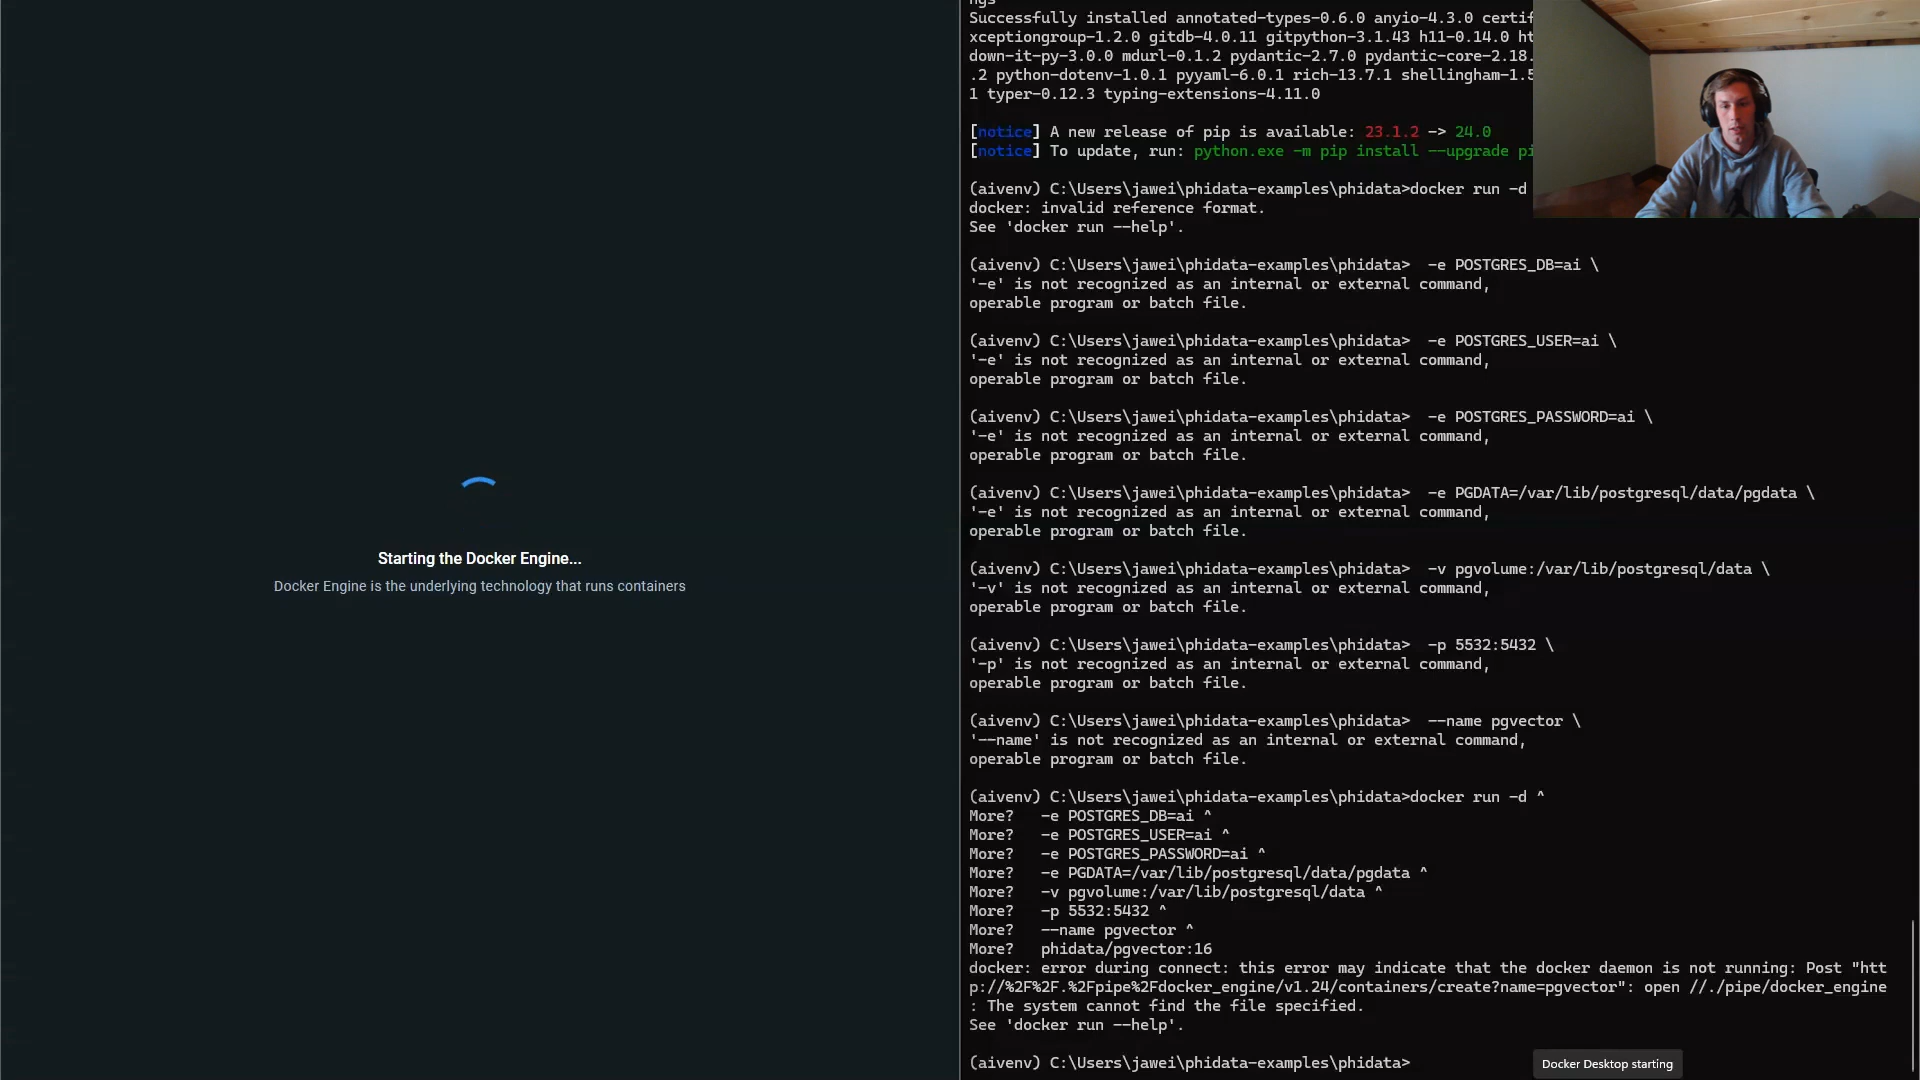 Starting the Docker Engine...
Docker Engine is the underlying technology that runs containers
ngs
Successfully installed annotated-types-0.6.0 anyio-4.3.0 certif
xceptiongroup-1.2.0 gitdb-4.0.11 gitpython-3.1.43 h11-0.14.0 ht
down-it-py-3.0.0 mdurl-0.1.2 pydantic-2.7.0 pydantic-core-2.18.
.2 python-dotenv-1.0.1 pyyaml-6.0.1 rich-13.7.1 shellingham-1.5
1 typer-0.12.3 typing-extensions-4.11.0
[notice] A new release of pip is available: 23.1.2 -> 24.0
[notice] To update, run: python.exe -m pip install --upgrade pi
(aivenv) C:\Users\jawei\phidata-examples\phidata>docker run -d
docker: invalid reference format.
See 'docker run --help'.
(aivenv) C:\Users\jawei\phidata-examples\phidata>  -e POSTGRES_DB=ai \
'-e' is not recognized as an internal or external command,
operable program or batch file.
(aivenv) C:\Users\jawei\phidata-examples\phidata>  -e POSTGRES_USER=ai \
'-e' is not recognized as an internal or external command,
operable program or batch file.
(aivenv) C:\Users\jawei\phidata-examples\phidata>  -e POSTGRES_PASSWORD=ai \
'-e' is not recognized as an internal or external command,
operable program or batch file.
(aivenv) C:\Users\jawei\phidata-examples\phidata>  -e PGDATA=/var/lib/postgresql/data/pgdata \
'-e' is not recognized as an internal or external command,
operable program or batch file.
(aivenv) C:\Users\jawei\phidata-examples\phidata>  -v pgvolume:/var/lib/postgresql/data \
'-v' is not recognized as an internal or external command,
operable program or batch file.
(aivenv) C:\Users\jawei\phidata-examples\phidata>  -p 5532:5432 \
'-p' is not recognized as an internal or external command,
operable program or batch file.
(aivenv) C:\Users\jawei\phidata-examples\phidata>  --name pgvector \
'--name' is not recognized as an internal or external command,
operable program or batch file.
(aivenv) C:\Users\jawei\phidata-examples\phidata>docker run -d ^
More?   -e POSTGRES_DB=ai ^
More?   -e POSTGRES_USER=ai ^
More?   -e POSTGRES_PASSWORD=ai ^
More?   -e PGDATA=/var/lib/postgresql/data/pgdata ^
More?   -v pgvolume:/var/lib/postgresql/data ^
More?   -p 5532:5432 ^
More?   --name pgvector ^
More?   phidata/pgvector:16
docker: error during connect: this error may indicate that the docker daemon is not running: Post "htt
p://%2F%2F.%2Fpipe%2Fdocker_engine/v1.24/containers/create?name=pgvector": open //./pipe/docker_engine
: The system cannot find the file specified.
See 'docker run --help'.
(aivenv) C:\Users\jawei\phidata-examples\phidata>
Docker Desktop starting